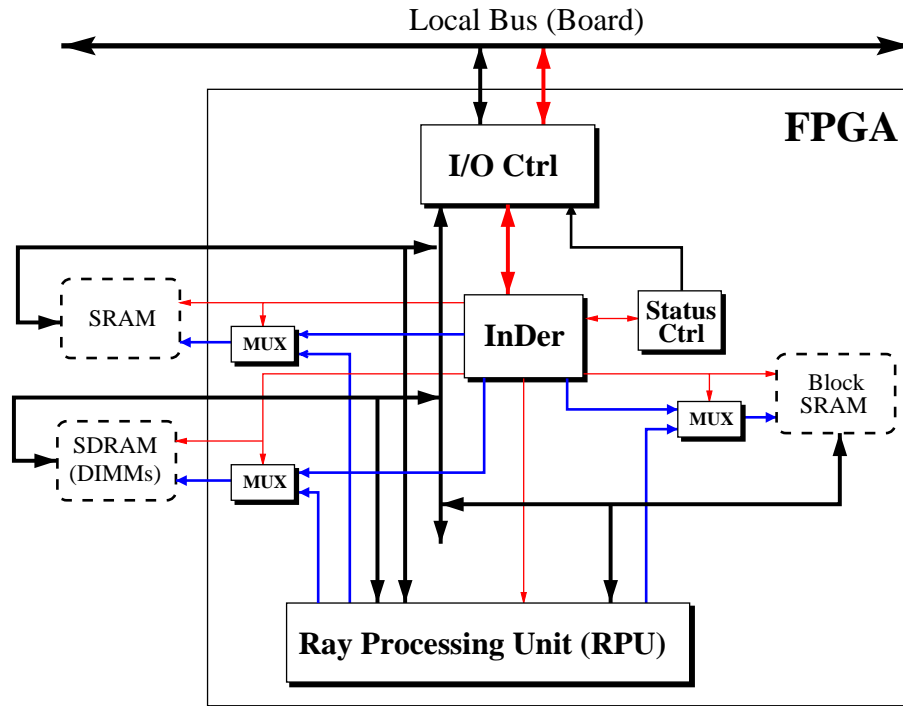 Local Bus (Board)
FPGA
I/O Ctrl
SRAM
MUX
InDer
Status
Ctrl
Block
SRAM
MUX
SDRAM
(DIMMs)
MUX
Ray Processing Unit (RPU)